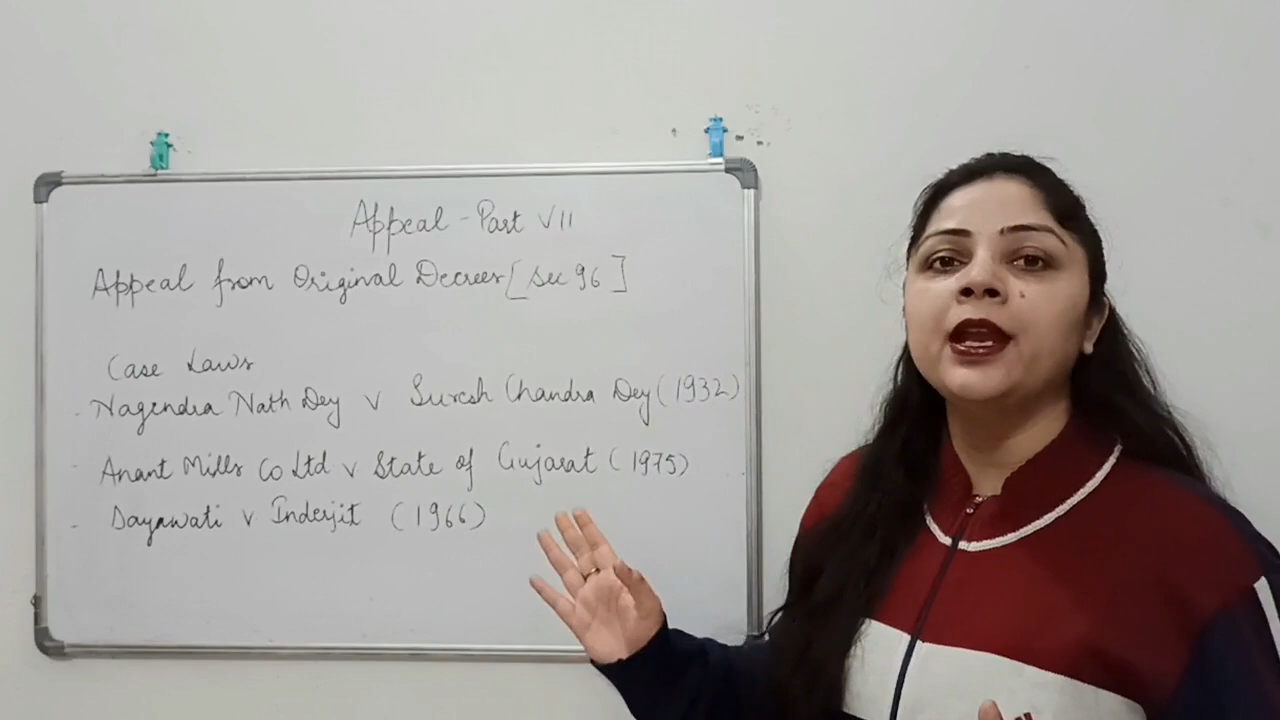 Appeal - Part VII
Appeal from Original Decrees [Sec 96]
Case Laws
- Nagendra Nath Dey v Suresh Chandra Dey (1932)
- Anant Mills Co Ltd v State of Gujarat (1975)
- Dayawati v Inderjit (1966)